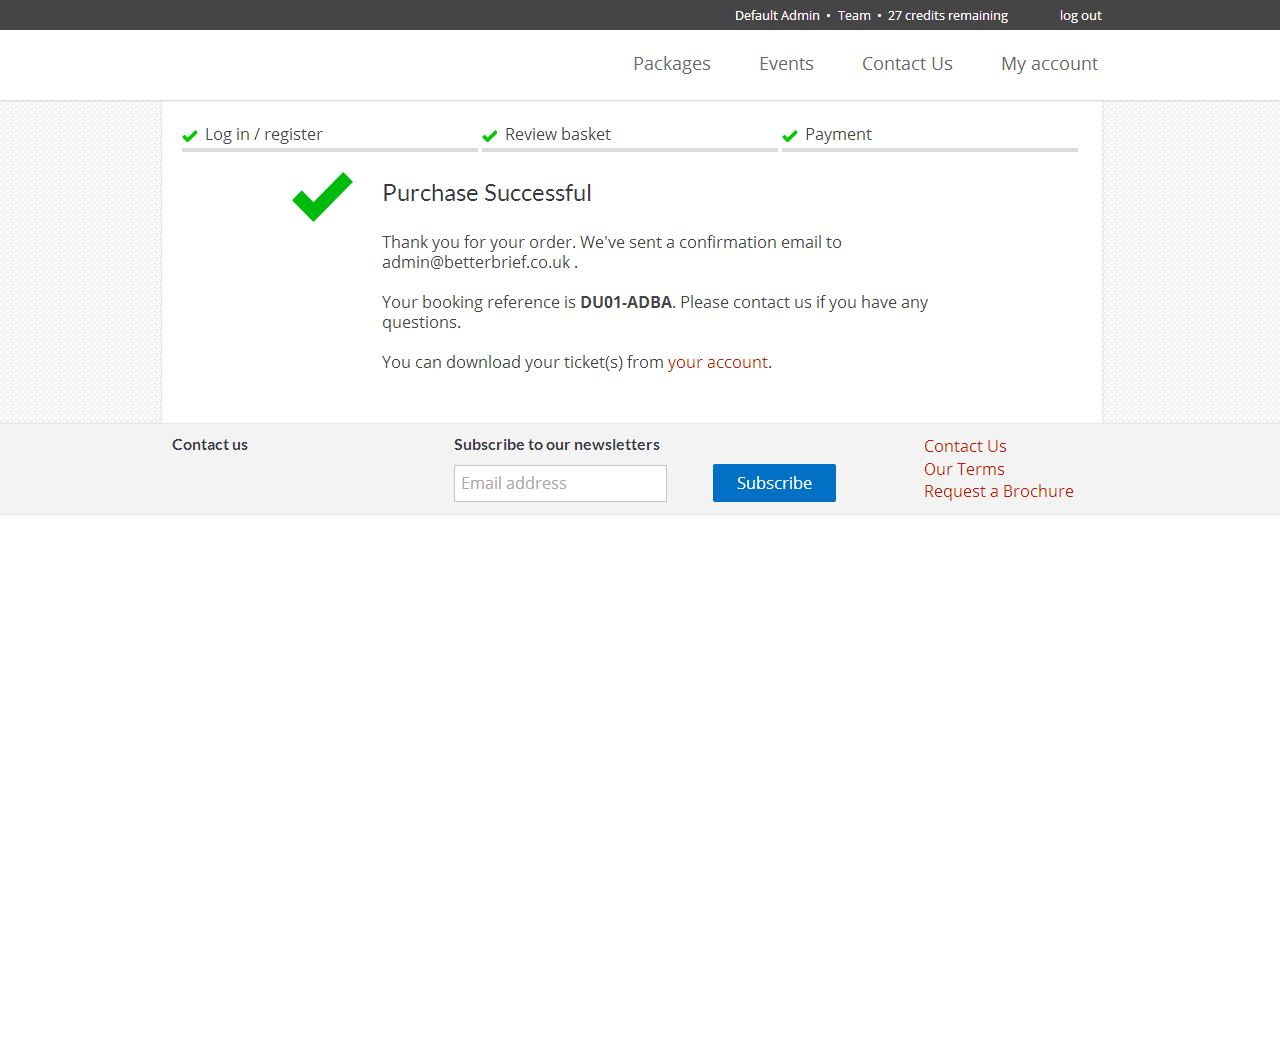 Default Admin • Team • 27 credits remaining log out
Packages Events Contact Us My account
Log in / register Review basket Payment
Purchase Successful
Thank you for your order. We've sent a confirmation email to
admin@betterbrief.co.uk .
Your booking reference is DU01-ADBA. Please contact us if you have any
questions.
You can download your ticket(s) from your account.
Contact us
Subscribe to our newsletters
Email address
Subscribe
Contact Us
Our Terms
Request a Brochure